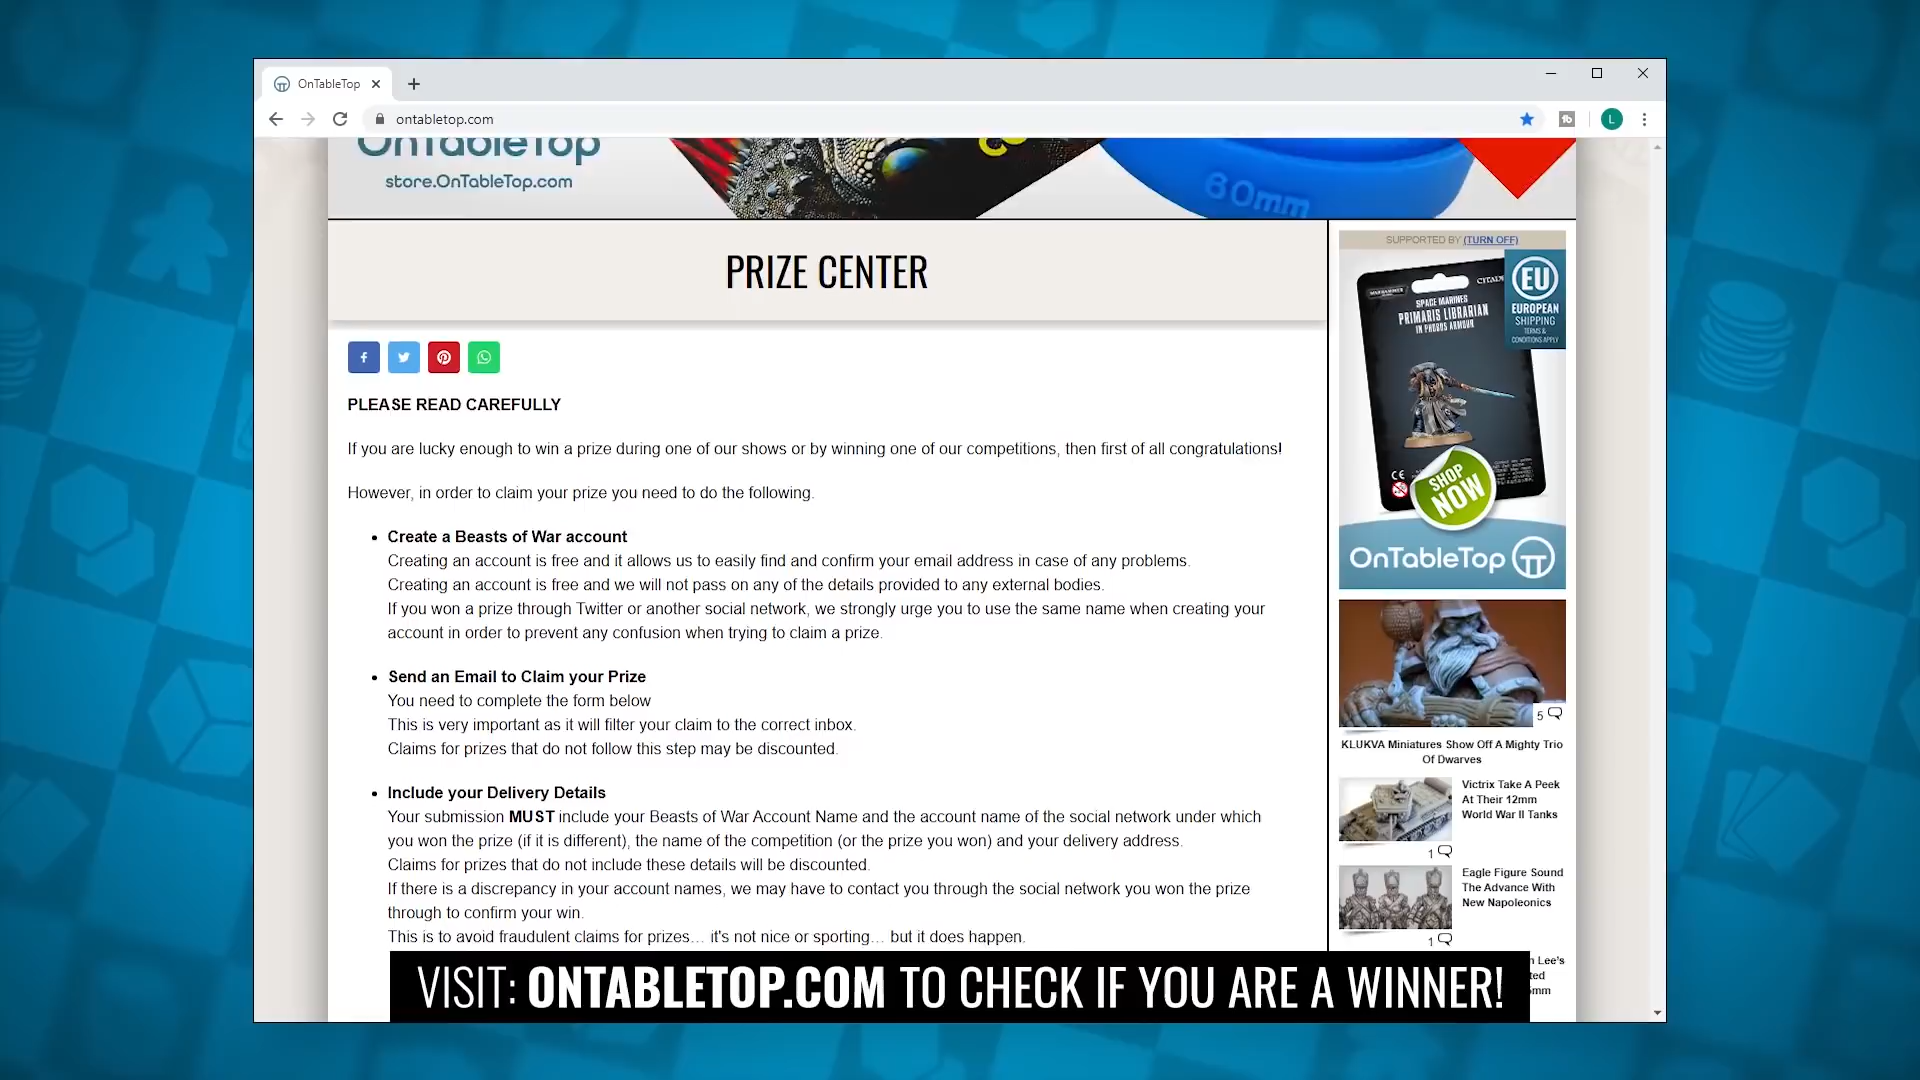 OnTableTop
ontabletop.com
L
OnTableTop
store.OnTableTop.com
60mm
PRIZE CENTER
PLEASE READ CAREFULLY
If you are lucky enough to win a prize during one of our shows or by winning one of our competitions, then first of all congratulations!
However, in order to claim your prize you need to do the following.
• Create a Beasts of War account
Creating an account is free and it allows us to easily find and confirm your email address in case of any problems.
Creating an account is free and we will not pass on any of the details provided to any external bodies.
If you won a prize through Twitter or another social network, we strongly urge you to use the same name when creating your
account in order to prevent any confusion when trying to claim a prize.
• Send an Email to Claim your Prize
You need to complete the form below
This is very important as it will filter your claim to the correct inbox.
Claims for prizes that do not follow this step may be discounted.
• Include your Delivery Details
Your submission MUST include your Beasts of War Account Name and the account name of the social network under which
you won the prize (if it is different), the name of the competition (or the prize you won) and your delivery address.
Claims for prizes that do not include these details will be discounted.
If there is a discrepancy in your account names, we may have to contact you through the social network you won the prize
through to confirm your win.
This is to avoid fraudulent claims for prizes... it's not nice or sporting... but it does happen.
SUPPORTED BY (TURN OFF)
WARHAMMER
CITADEL
SPACE MARINES
PRIMARIS LIBRARIAN
IN PHOBOS ARMOUR
EU
EUROPEAN
SHIPPING
TERMS &
CONDITIONS APPLY
CE
SHOP
NOW
OnTableTop
5
KLUKVA Miniatures Show Off A Mighty Trio
Of Dwarves
Victrix Take A Peek
At Their 12mm
World War II Tanks
1
Eagle Figure Sound
The Advance With
New Napoleonics
1
Lee's
mm
VISIT: ONTABLETOP.COM TO CHECK IF YOU ARE A WINNER!